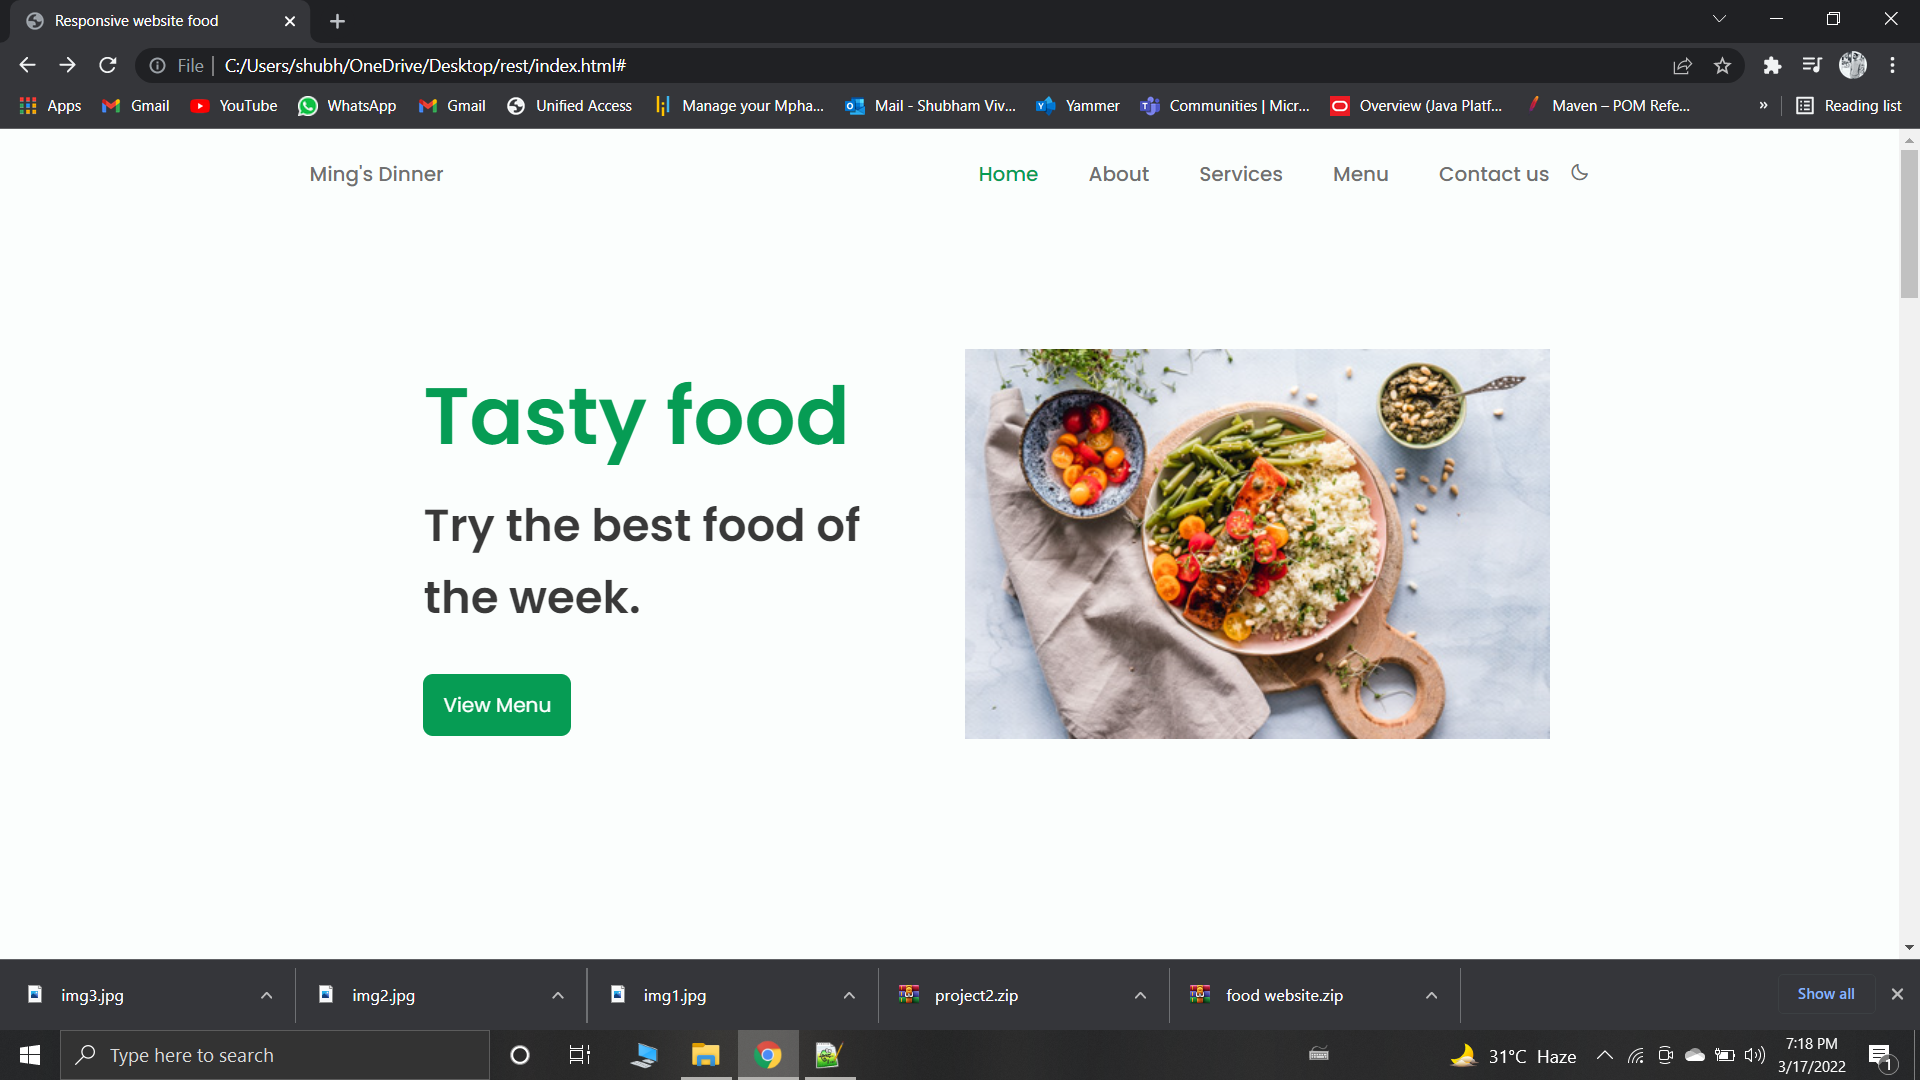 Responsive website food
File
C:/Users/shubh/OneDrive/Desktop/rest/index.html#
Apps
Gmail
YouTube
WhatsApp
Gmail
Unified Access
Manage your Mpha...
Mail - Shubham Viv...
Yammer
Communities | Micr...
Overview (Java Platf...
Maven – POM Refe...
»
Reading list
Ming's Dinner
Home
About
Services
Menu
Contact us
Tasty food
Try the best food of
the week.
View Menu
img3.jpg
img2.jpg
img1.jpg
project2.zip
food website.zip
Show all
Type here to search
31°C Haze
7:18 PM
3/17/2022
1